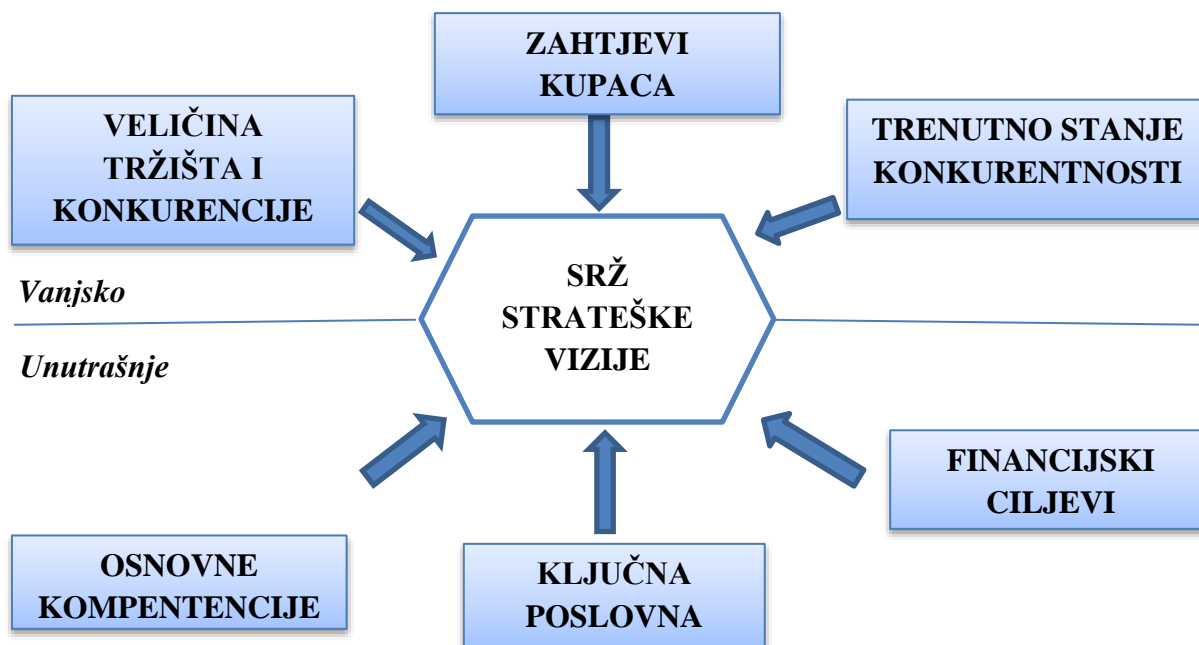 ZAHTJEVI
KUPACA
VELIČINA
TRŽIŠTA I
KONKURENCIJE
TRENUTNO STANJE
KONKURENTNOSTI
SRŽ
STRATEŠKE
VIZIJE
Vanjsko
Unutrašnje
FINANCIJSKI
CILJEVI
OSNOVNE
KOMPENTENCIJE
KLJUČNA
POSLOVNA